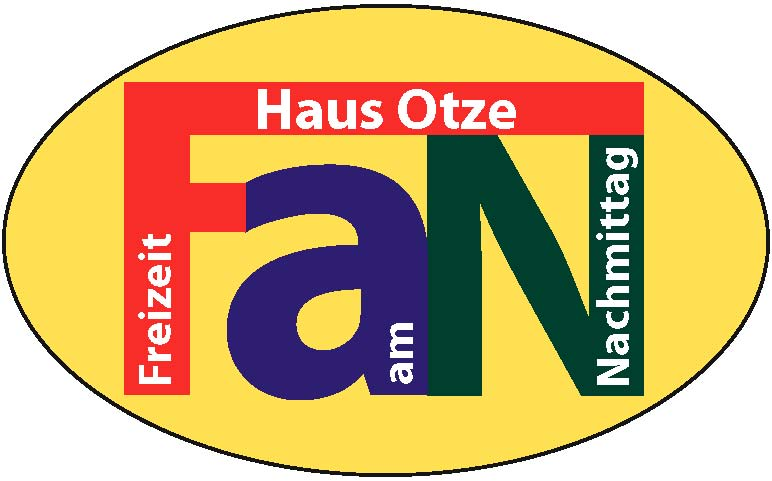 Haus Otze
FaN
Freizeit
am
Nachmittag